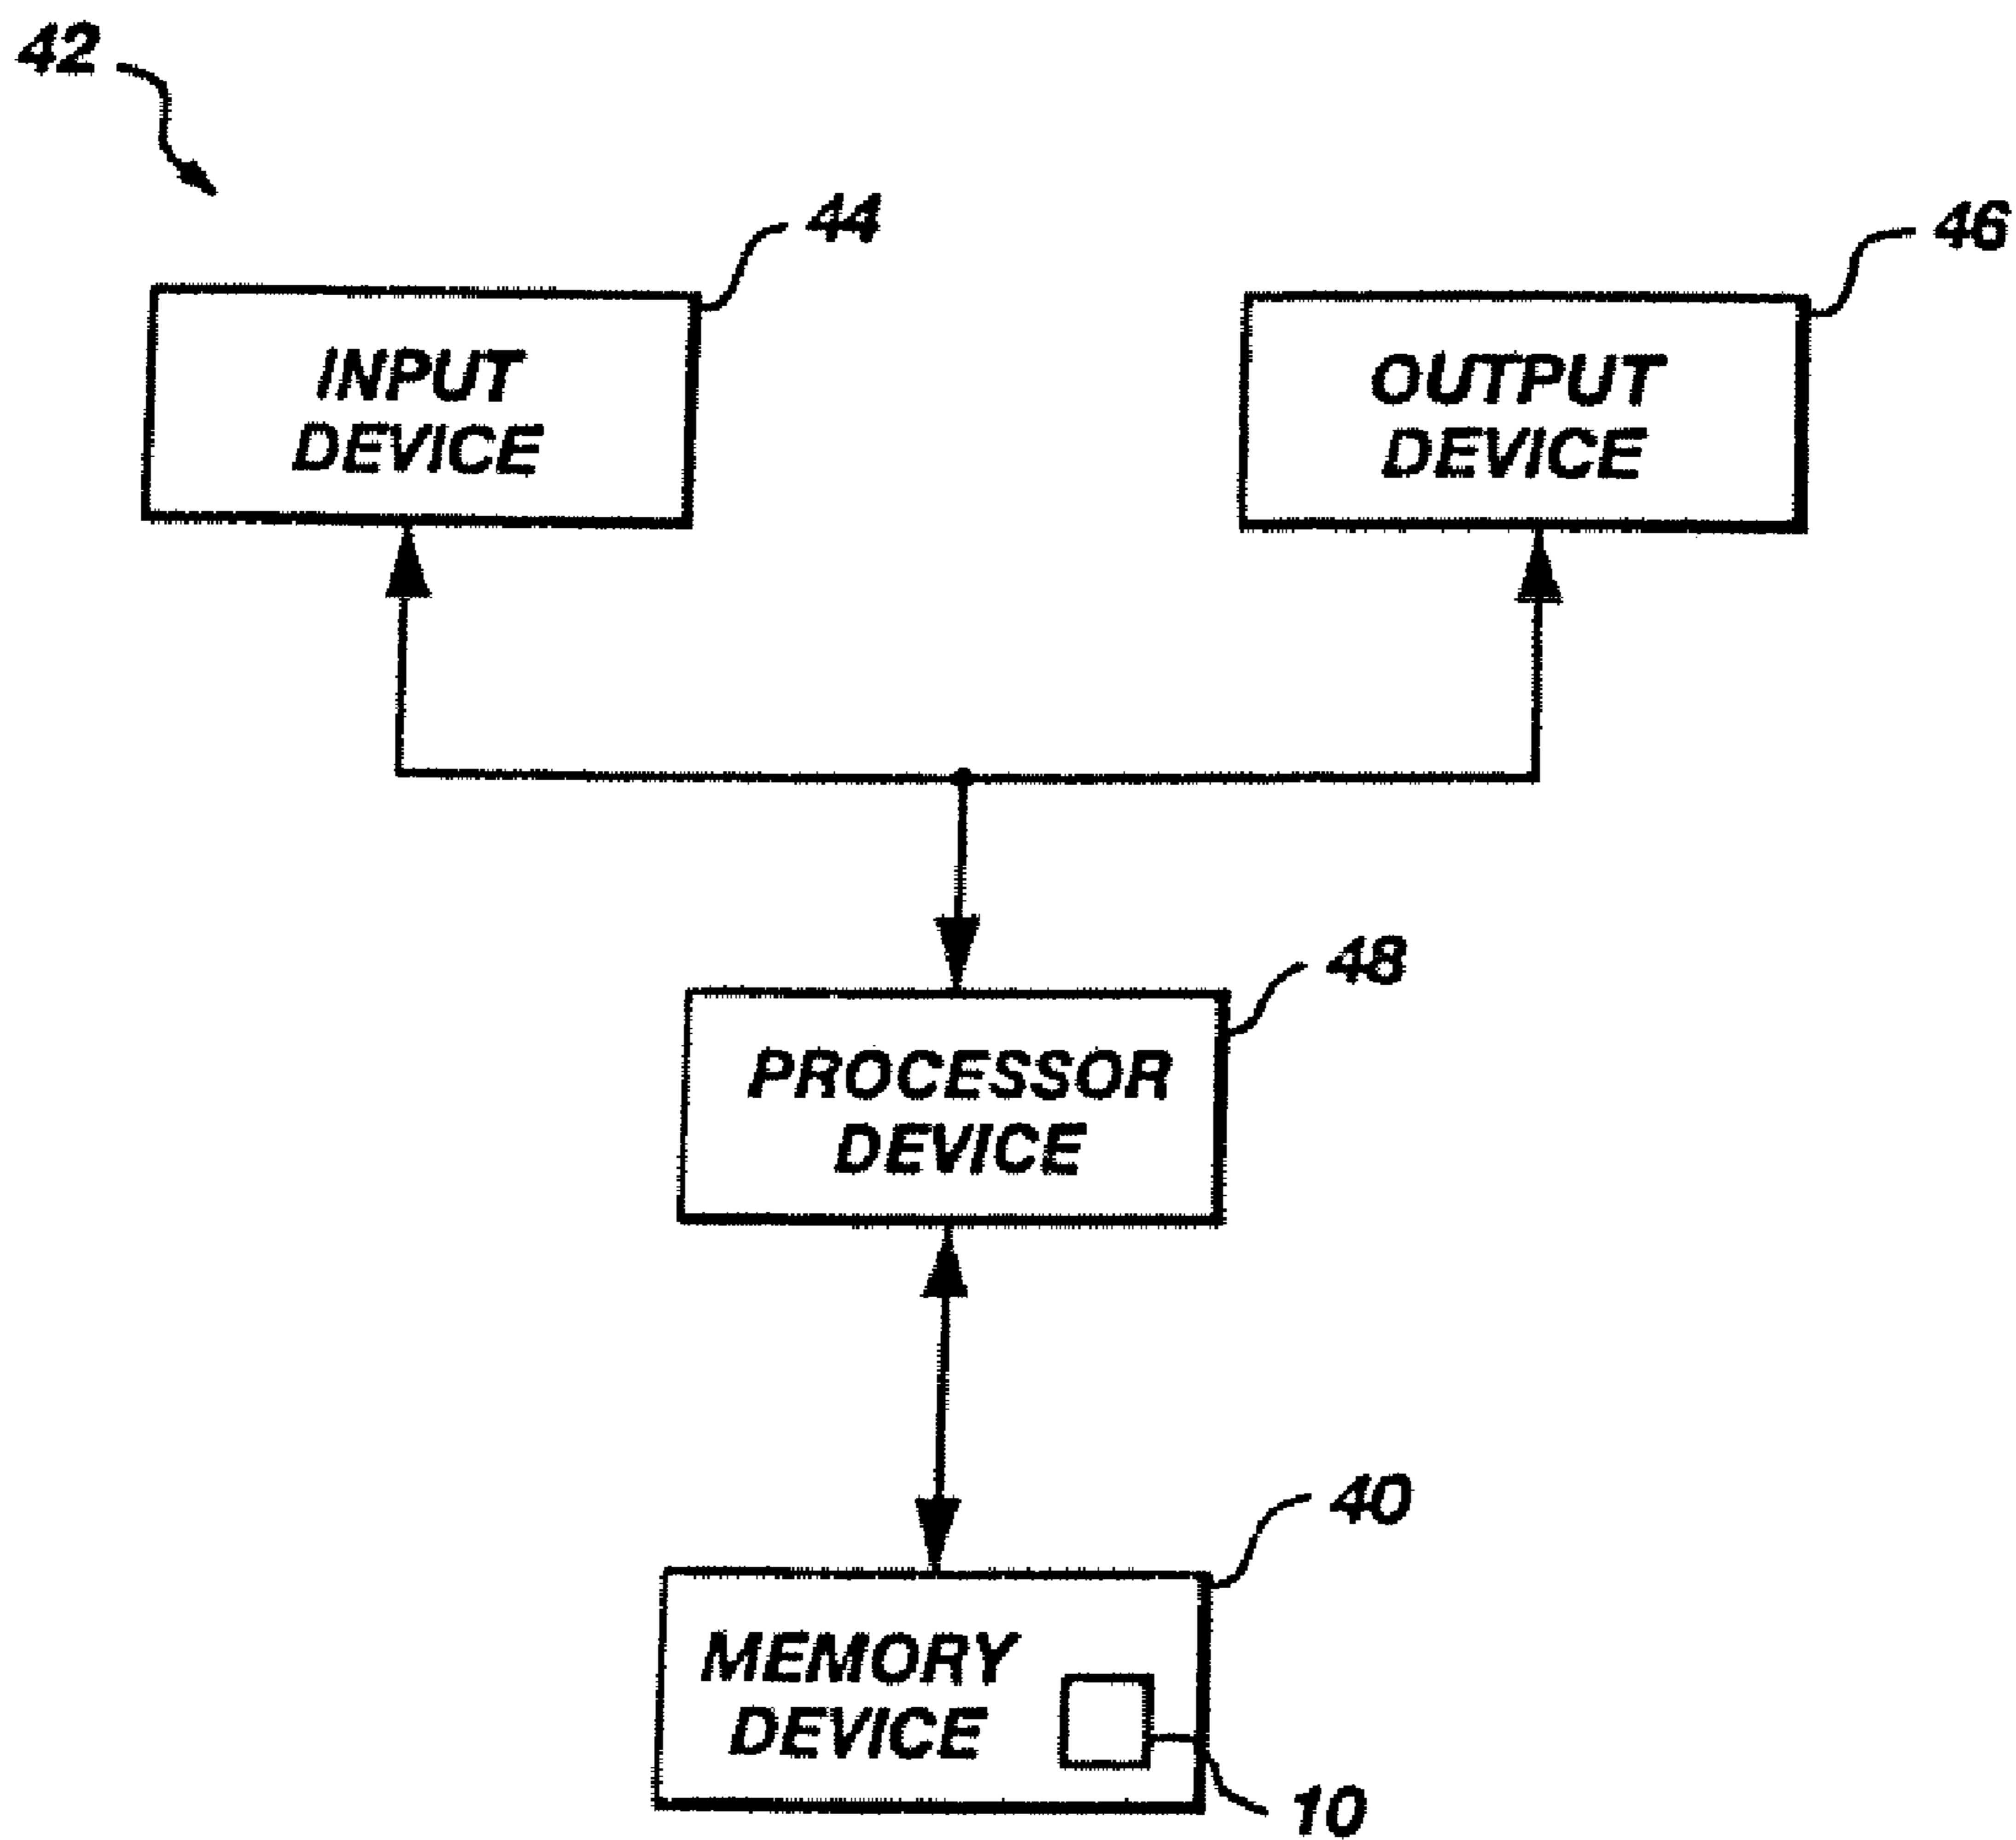 42
44
46
INPUT
DEVICE
OUTPUT
DEVICE
48
PROCESSOR
DEVICE
40
MEMORY
DEVICE
10